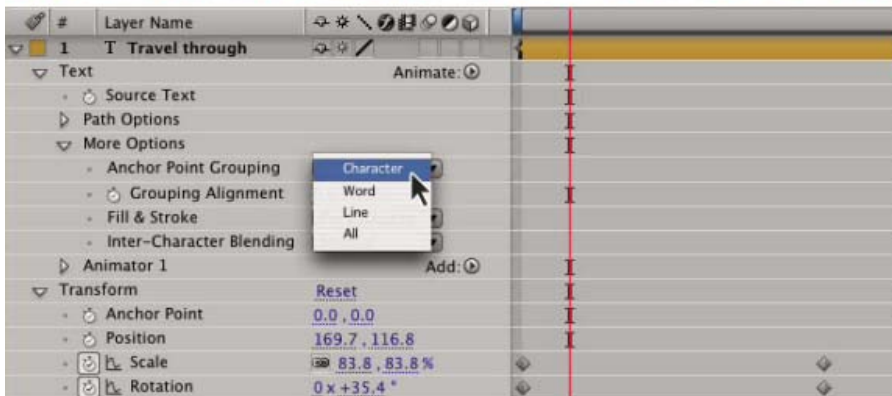 # Layer Name
1 T Travel through
Text Animate:
Source Text
Path Options
More Options
Anchor Point Grouping Character
Word
Grouping Alignment
Line
Fill & Stroke
All
Inter-Character Blending
Animator 1 Add:
Transform Reset
Anchor Point 0.0 , 0.0
Position 169.7 , 116.8
Scale 83.8 , 83.8 %
Rotation 0 x +35.4 °